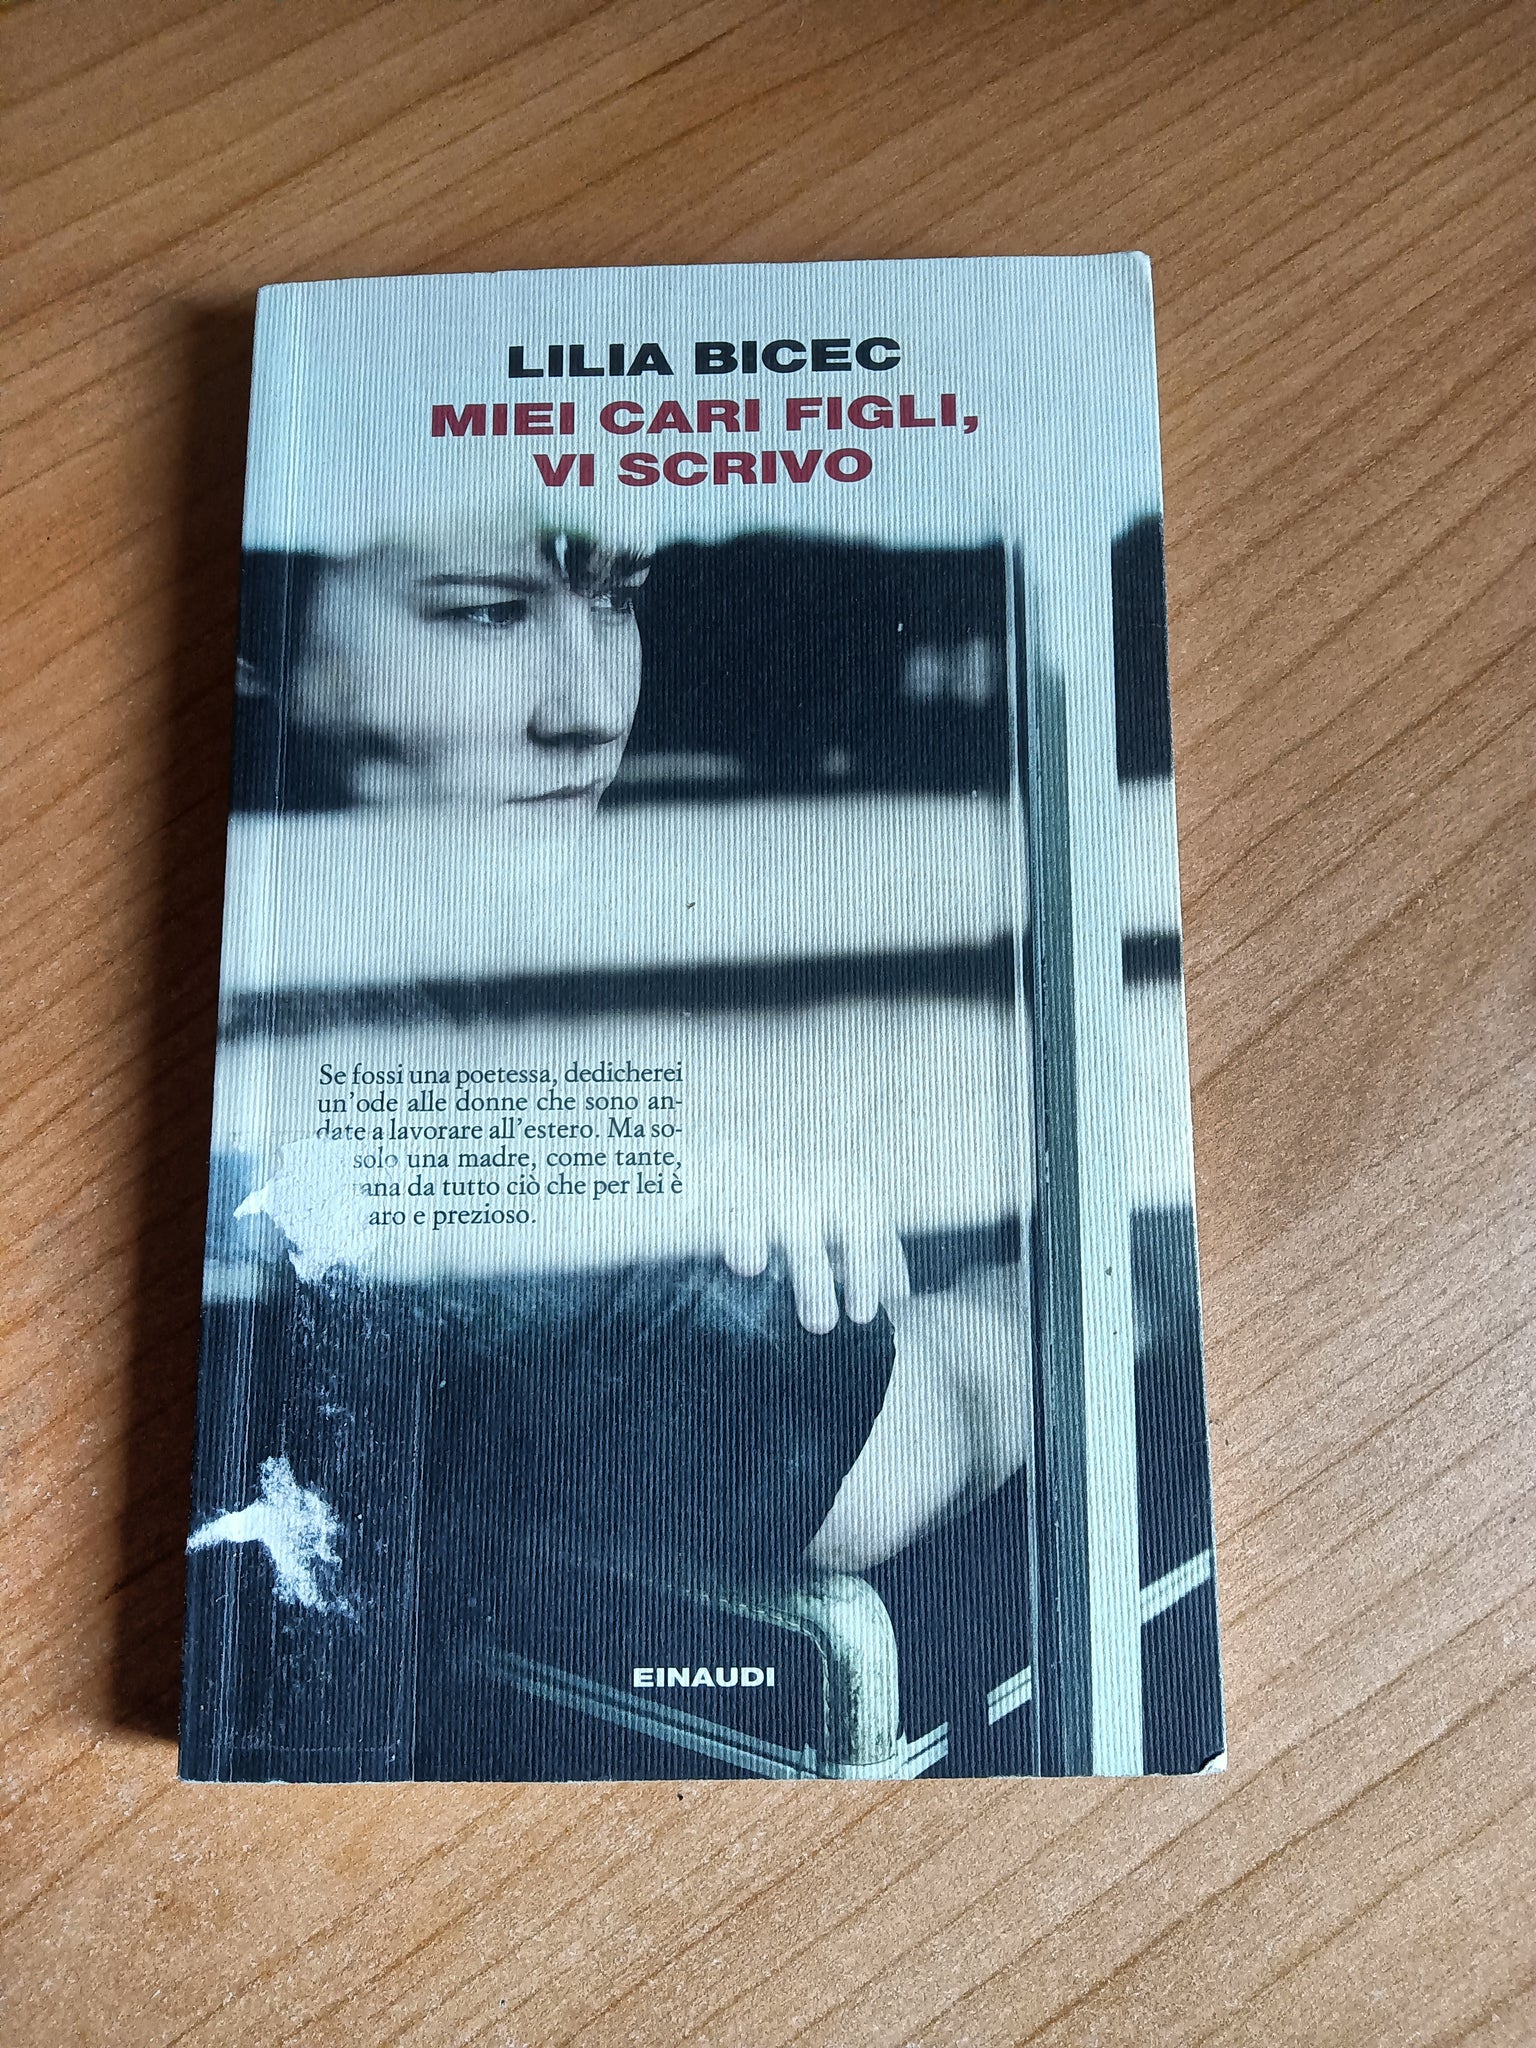 LILIA BICEC
MIEI CARI FIGLI,
VI SCRIVO
Se fossi una poetessa, dedicherei
un'ode alle donne che sono an-
date a lavorare all'estero. Ma so-
solo una madre, come tante,
da tutto ciò che per lei è
e prezioso.
EINAUDI